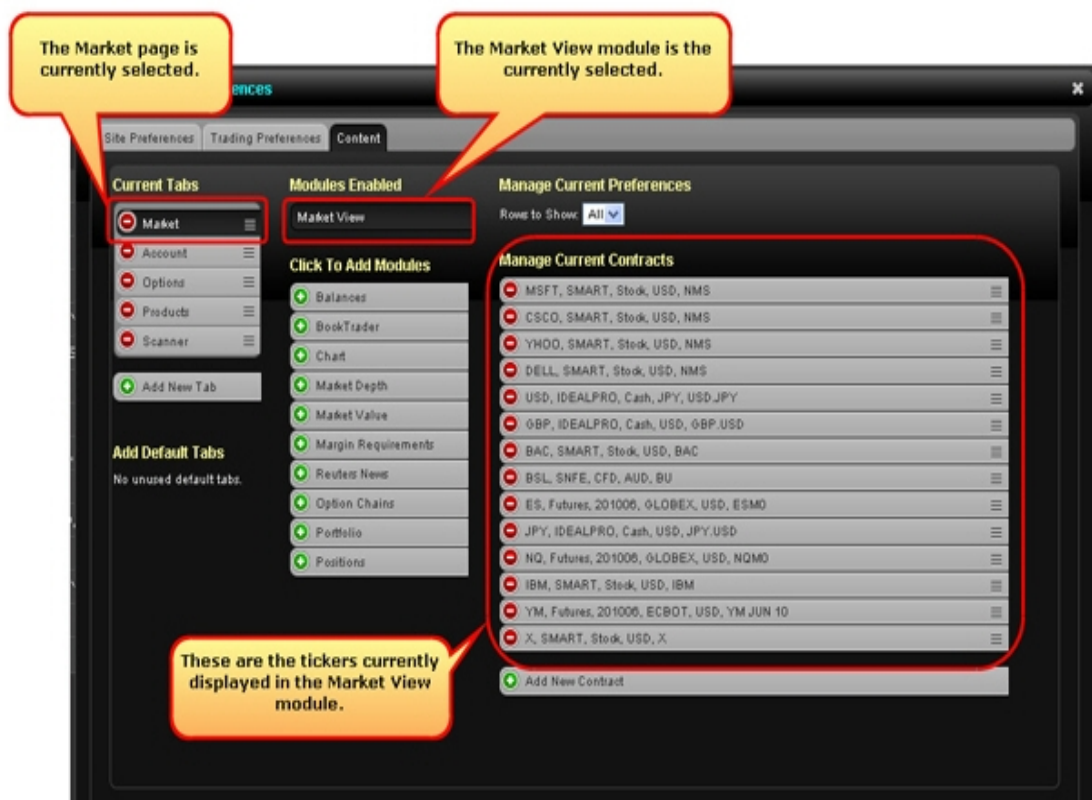 The Market page is
currently selected.
The Market View module is the
currently selected.
ences
Site Preferences
Trading Preferences
Content
Current Tabs
Market
Account
Options
Products
Scanner
Add New Tab
Add Default Tabs
No unused default tabs.
Modules Enabled
Market View
Click To Add Modules
Balances
BookTrader
Chart
Market Depth
Market Value
Margin Requirements
Reuters News
Option Chains
Portfolio
Positions
Manage Current Preferences
Rows to Show: All
Manage Current Contracts
MSFT, SMART, Stock, USD, NMS
CSCO, SMART, Stock, USD, NMS
YHOO, SMART, Stock, USD, NMS
DELL, SMART, Stock, USD, NMS
USD, IDEALPRO, Cash, JPY, USD.JPY
GBP, IDEALPRO, Cash, USD, GBP.USD
BAC, SMART, Stock, USD, BAC
BSL, SNFE, CFD, AUD, BU
ES, Futures, 201006, GLOBEX, USD, ESM0
JPY, IDEALPRO, Cash, USD, JPY.USD
NQ, Futures, 201006, GLOBEX, USD, NQM0
IBM, SMART, Stock, USD, IBM
YM, Futures, 201006, ECBOT, USD, YM JUN 10
X, SMART, Stock, USD, X
Add New Contract
These are the tickers currently
displayed in the Market View
module.